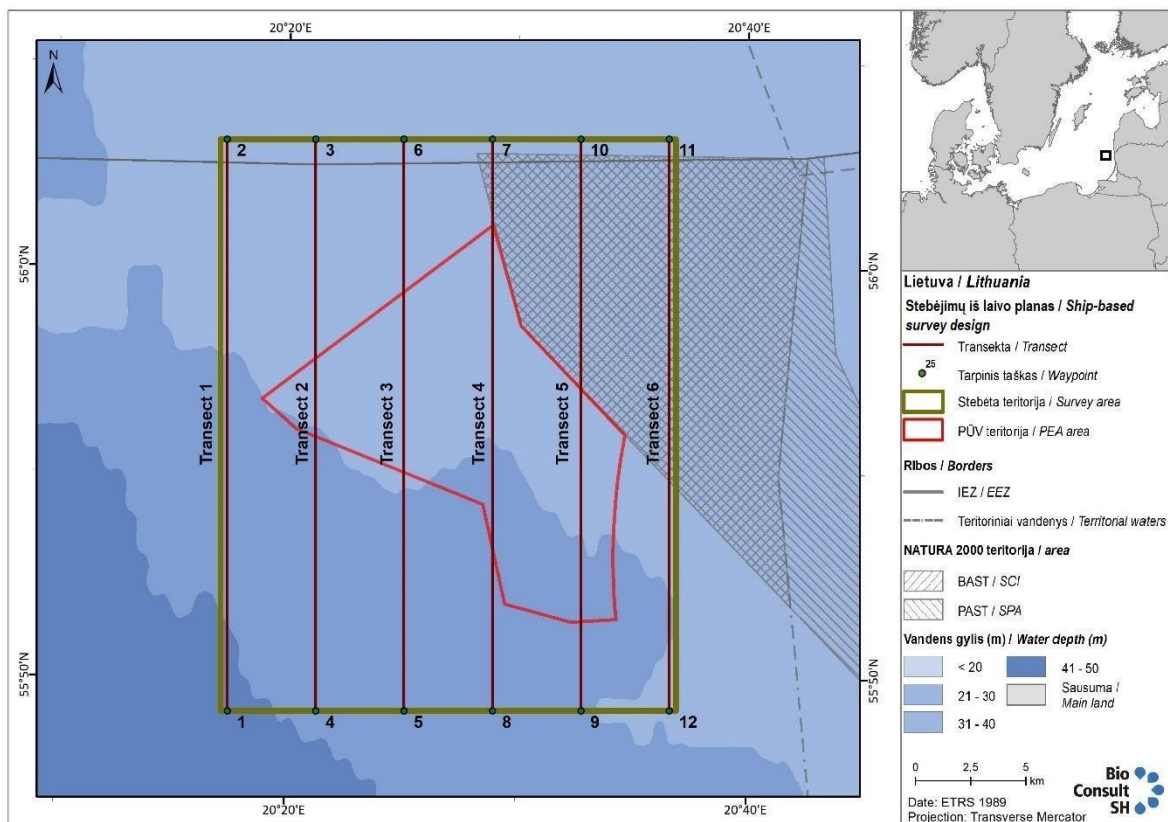 20°20'E
20°40'E
N
2
3
6
7
10
11
56°0'N
56°0'N
Transect 1
Transect 2
Transect 3
Transect 4
Transect 5
Transect 6
55°50'N
55°50'N
1
4
5
8
9
12
20°20'E
20°40'E
Lietuva / Lithuania
Stebėjimų iš laivo planas / Ship-based
survey design
Transekta / Transect
25
Tarpinis taškas / Waypoint
Stebėta teritorija / Survey area
PŪV teritorija / PEA area
Ribos / Borders
IEZ / EEZ
Teritoriniai vandenys / Territorial waters
NATURA 2000 teritorija / area
BAST / SCI
PAST / SPA
Vandens gylis (m) / Water depth (m)
< 20
41 - 50
21 - 30
Sausuma /
Main land
31 - 40
0 2,5 5
km
Date: ETRS 1989
Projection: Transverse Mercator
Bio
Consult
SH